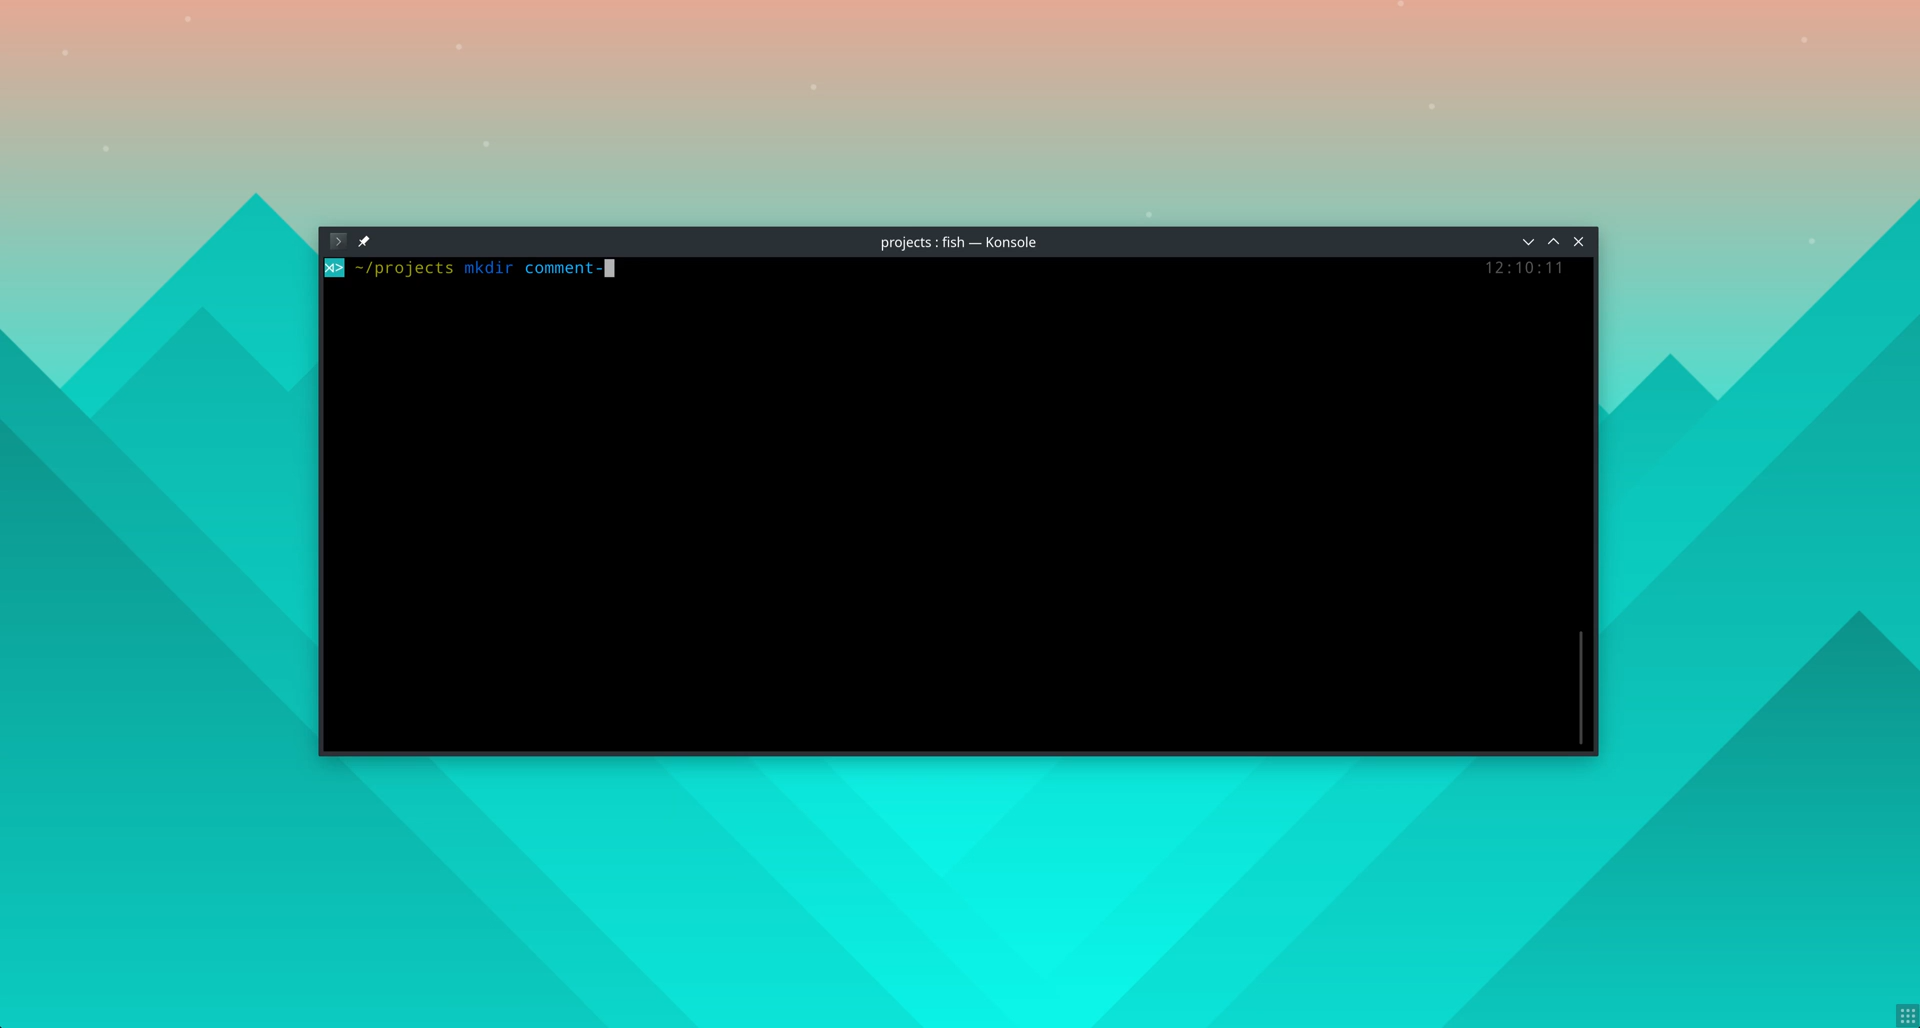 projects : fish — Konsole
⋊> ~/projects mkdir comment- 12:10:11